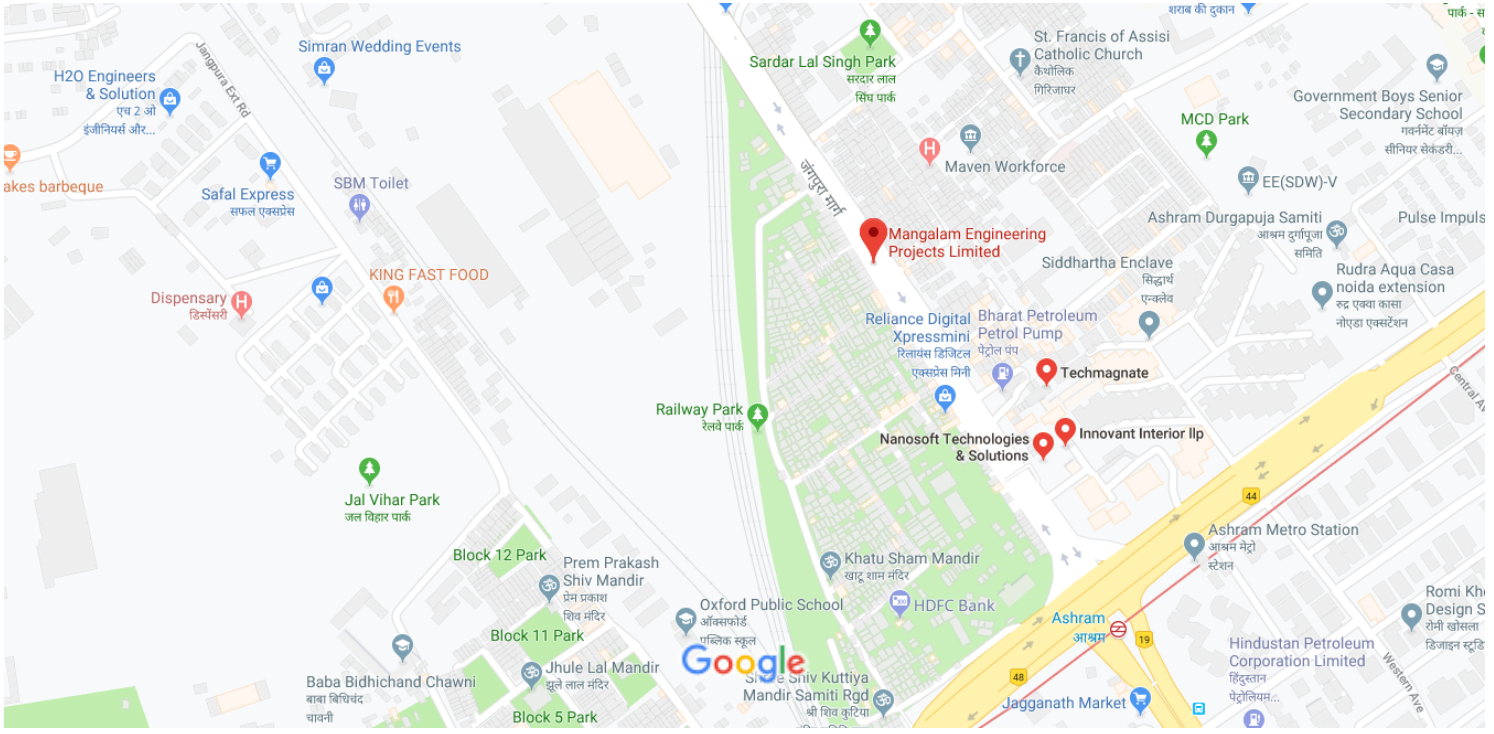 शराब की दुकान
पार्क - स
Simran Wedding Events
Jangpura Ext Rd
H2O Engineers
& Solution
एच 2 ओ
इंजीनियर्स और...
akes barbeque
Safal Express
सफल एक्सप्रेस
SBM Toilet
KING FAST FOOD
Dispensary
डिस्पेंसरी
Sardar Lal Singh Park
सरदार लाल
सिंघ पार्क
St. Francis of Assisi
Catholic Church
कैथोलिक
गिरिजाघर
Government Boys Senior
Secondary School
गवर्नमेंट बॉयज़
सीनियर सेकंडरी...
MCD Park
Maven Workforce
EE(SDW)-V
जंगपुरा मार्ग
Mangalam Engineering
Projects Limited
Ashram Durgapuja Samiti
आश्रम दुर्गापूजा
समिति
Pulse Impuls
Siddhartha Enclave
सिद्धार्थ
एन्क्लेव
Rudra Aqua Casa
noida extension
रुद्र एक्वा कासा
नोएडा एक्सटेंशन
Reliance Digital
Xpressmini
रिलायंस डिजिटल
एक्सप्रेस मिनी
Bharat Petroleum
Petrol Pump
पेट्रोल पंप
Techmagnate
Central Av
Railway Park
रेलवे पार्क
Nanosoft Technologies
& Solutions
Innovant Interior llp
Jal Vihar Park
जल विहार पार्क
44
Ashram Metro Station
आश्रम मेट्रो
स्टेशन
Block 12 Park
Prem Prakash
Shiv Mandir
प्रेम प्रकाश
शिव मंदिर
Khatu Sham Mandir
खाटू शाम मंदिर
HDFC Bank
Oxford Public School
ऑक्सफोर्ड
पब्लिक स्कूल
Ashram
आश्रम
19
Romi Kho
Design S
रोमी खोसला
डिजाइन स्टूडि
Block 11 Park
Google
Hindustan Petroleum
Corporation Limited
हिंदुस्तान
पेट्रोलियम...
Western Ave
Baba Bidhichand Chawni
बाबा बिधिचंद
चावनी
Jhule Lal Mandir
झूले लाल मंदिर
Block 5 Park
Shiv Kuttiya
Mandir Samiti Rgd
श्री शिव कुटिया
48
Jagganath Market